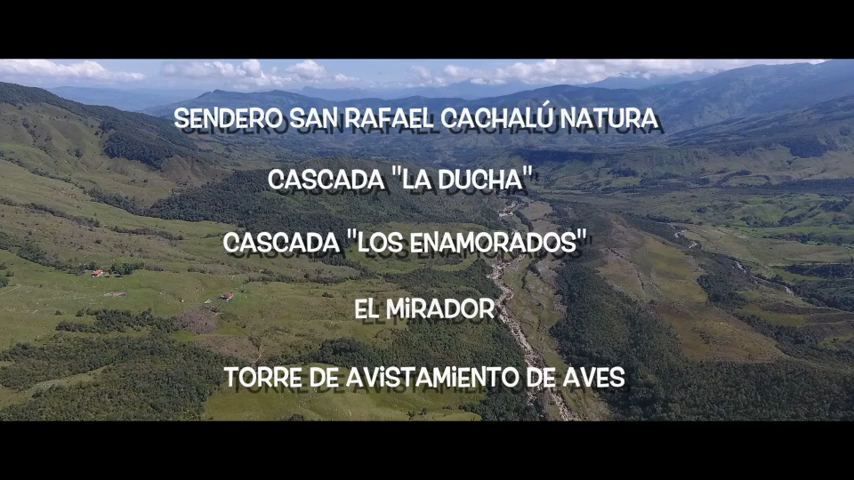 SENDERO SAN RAFAEL CACHALÚ NATURA
CASCADA "LA DUCHA"
CASCADA "LOS ENAMORADOS"
EL MiRADOR
TORRE DE AViSTAMiENTO DE AVES